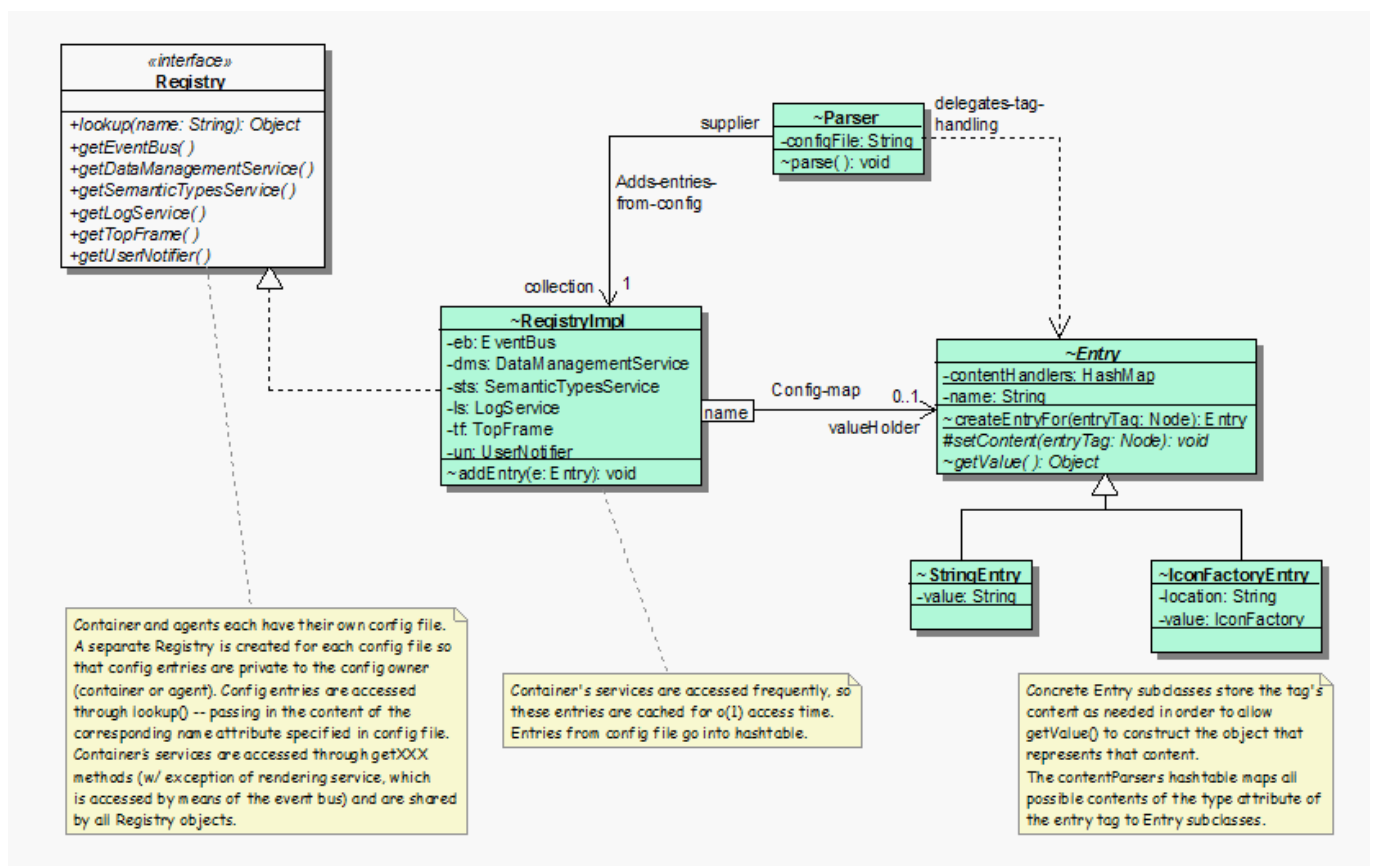 «interface»
Registry
+lookup(name: String): Object
+getEventBus( )
+getDataManagementService( )
+getSemanticTypesService( )
+getLogService( )
+getTopFrame( )
+getUserNotifier( )
supplier
~Parser
-configFile: String
~parse( ): void
delegates-tag-
handling
Adds-entries-
from-config
collection
1
~RegistryImpl
-eb: EventBus
-dms: DataManagementService
-sts: SemanticTypesService
-ls: LogService
-tf: TopFrame
-un: UserNotifier
~addEntry(e: Entry): void
name
Config-map
0..1
valueHolder
~Entry
-contentHandlers: HashMap
-name: String
~createEntryFor(entryTag: Node): Entry
#setContent(entryTag: Node): void
~getValue( ): Object
~StringEntry
-value: String
~IconFactoryEntry
-location: String
-value: IconFactory
Container and agents each have their own config file.
A separate Registry is created for each config file so
that config entries are private to the config owner
(container or agent). Config entries are accessed
through lookup() -- passing in the content of the
corresponding name attribute specified in config file.
Container's services are accessed through getXXX
methods (w/ exception of rendering service, which
is accessed by means of the event bus) and are shared
by all Registry objects.
Container's services are accessed frequently, so
these entries are cached for o(1) access time.
Entries from config file go into hashtable.
Concrete Entry subclasses store the tag's
content as needed in order to allow
getValue() to construct the object that
represents that content.
The contentParsers hashtable maps all
possible contents of the type attribute of
the entry tag to Entry subclasses.